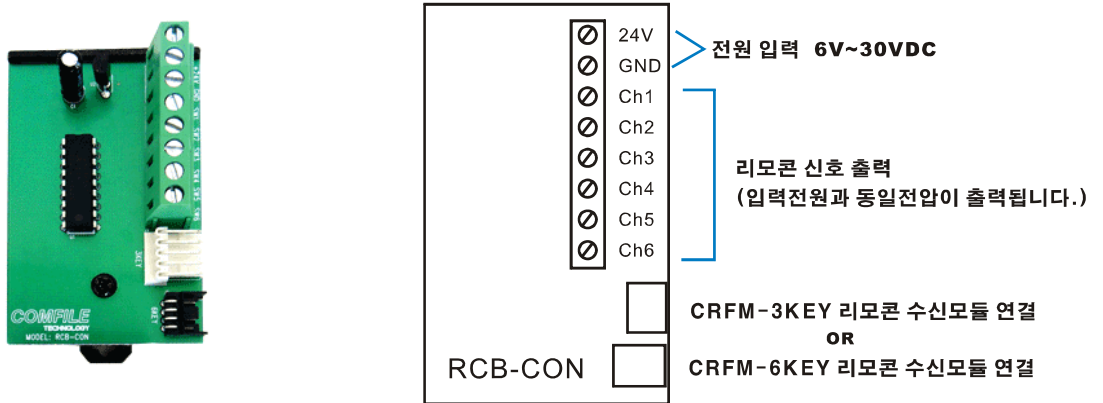 3KEY
6KEY
COMFILE
TECHNOLOGY
MODEL: RCB-CON
24V
GND
Ch1
Ch2
Ch3
Ch4
Ch5
Ch6
RCB-CON
전원 입력 6V~30VDC
리모콘 신호 출력
(입력전원과 동일전압이 출력됩니다.)
CRFM-3KEY 리모콘 수신모듈 연결
OR
CRFM-6KEY 리모콘 수신모듈 연결